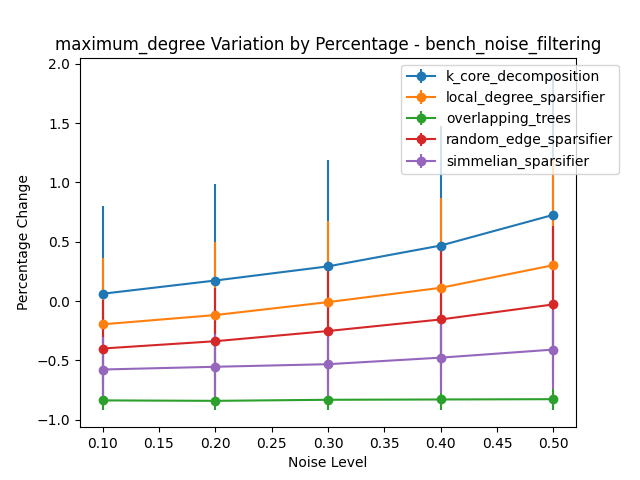 maximum_degree Variation by Percentage - bench_noise_filtering
2.0
1.5
1.0
0.5
0.0
−0.5
−1.0
Percentage Change
k_core_decomposition
local_degree_sparsifier
overlapping_trees
random_edge_sparsifier
simmelian_sparsifier
0.10 0.15 0.20 0.25 0.30 0.35 0.40 0.45 0.50
Noise Level